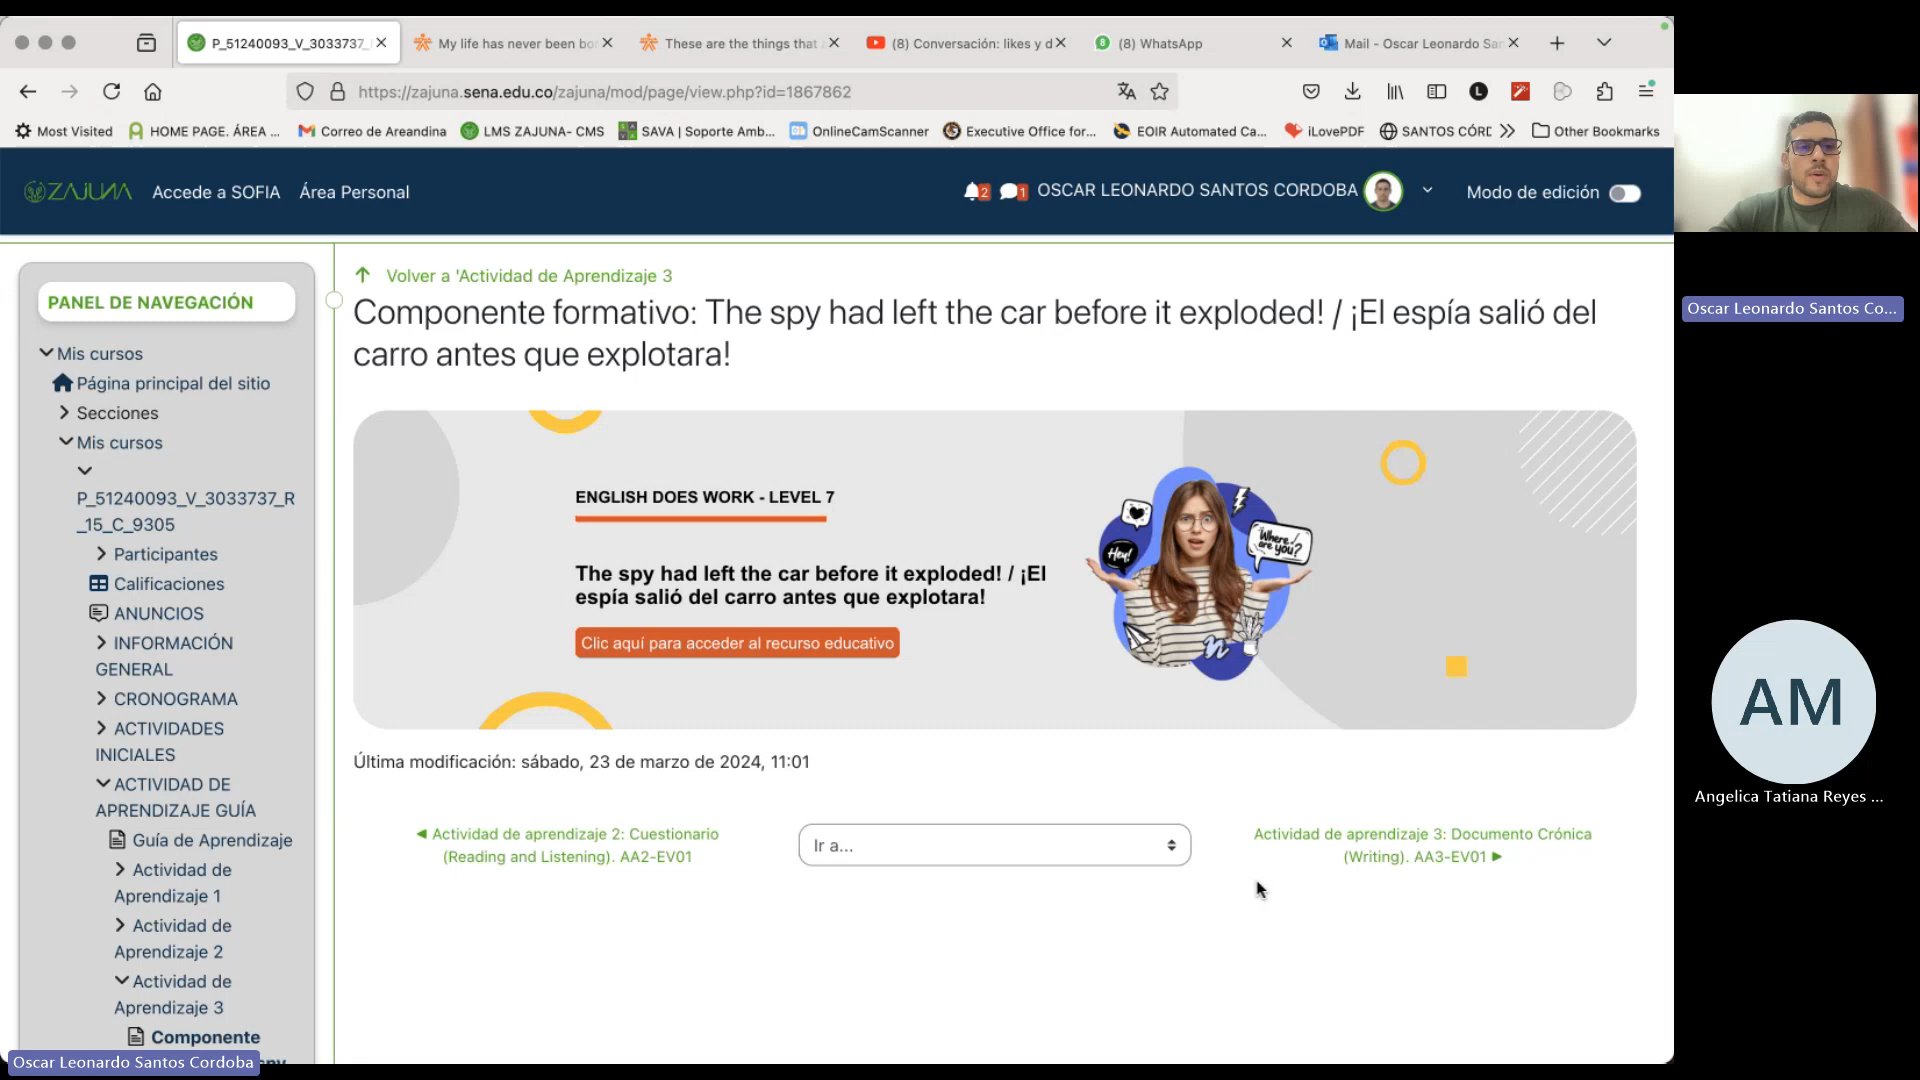 P_51240093_V_3033737_
My life has never been bo
These are the things that
(8) Conversación: likes y d
(8) WhatsApp
Mail - Oscar Leonardo Sar
https://zajuna.sena.edu.co/zajuna/mod/page/view.php?id=1867862
Most Visited
HOME PAGE. ÁREA ...
Correo de Areandina
LMS ZAJUNA- CMS
SAVA | Soporte Amb...
OnlineCamScanner
Executive Office for...
EOIR Automated Ca...
iLovePDF
SANTOS CÓRD
Other Bookmarks
ZAJUNA
Accede a SOFIA
Área Personal
2
1
OSCAR LEONARDO SANTOS CORDOBA
Modo de edición
PANEL DE NAVEGACIÓN
Mis cursos
Página principal del sitio
Secciones
Mis cursos
P_51240093_V_3033737_R
_15_C_9305
Participantes
Calificaciones
ANUNCIOS
INFORMACIÓN
GENERAL
CRONOGRAMA
ACTIVIDADES
INICIALES
ACTIVIDAD DE
APRENDIZAJE GUÍA
Guía de Aprendizaje
Actividad de
Aprendizaje 1
Actividad de
Aprendizaje 2
Actividad de
Aprendizaje 3
Componente
Volver a 'Actividad de Aprendizaje 3
Componente formativo: The spy had left the car before it exploded! / ¡El espía salió del
carro antes que explotara!
ENGLISH DOES WORK - LEVEL 7
The spy had left the car before it exploded! / ¡El
espía salió del carro antes que explotara!
Clic aquí para acceder al recurso educativo
Hey!
Where
are you?
Última modificación: sábado, 23 de marzo de 2024, 11:01
◄ Actividad de aprendizaje 2: Cuestionario
(Reading and Listening). AA2-EV01
Ir a...
Actividad de aprendizaje 3: Documento Crónica
(Writing). AA3-EV01 ►
Oscar Leonardo Santos Co...
AM
Angelica Tatiana Reyes ...
Oscar Leonardo Santos Cordoba